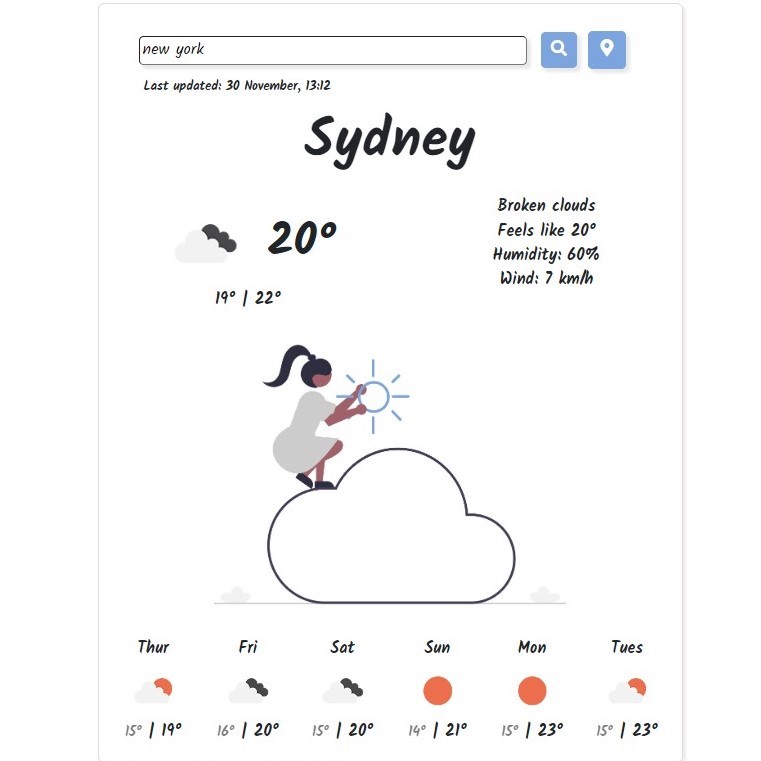 new york
Last updated: 30 November, 13:12
Sydney
20°
19° | 22°
Broken clouds
Feels like 20°
Humidity: 60%
Wind: 7 km/h
Thur Fri Sat Sun Mon Tues
15° | 19° 16° | 20° 15° | 20° 14° | 21° 15° | 23° 15° | 23°